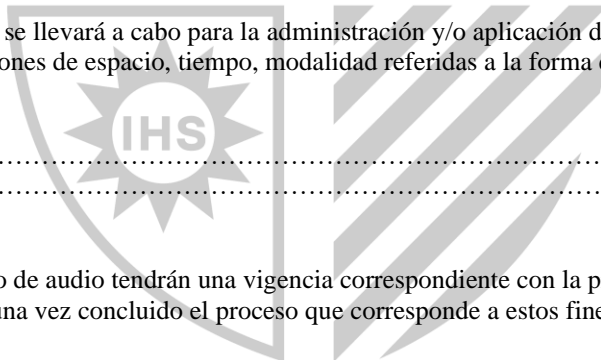 se llevará a cabo para la administración y/o aplicación d
ones de espacio, tiempo, modalidad referidas a la forma
IHS
……………………………………………………………………
……………………………………………………………………
o de audio tendrán una vigencia correspondiente con la p
una vez concluido el proceso que corresponde a estos fine